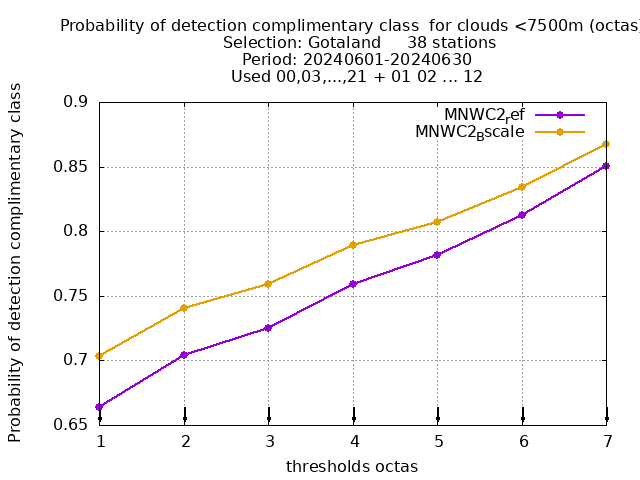 Probability of detection complimentary class  for clouds <7500m (octas)
Selection: Gotaland     38 stations
Period: 20240601-20240630
Used 00,03,...,21 + 01 02 ... 12
MNWC2ref
MNWC2Bscale
Probability of detection complimentary class
0.9
0.85
0.8
0.75
0.7
0.65
1 2 3 4 5 6 7
thresholds octas